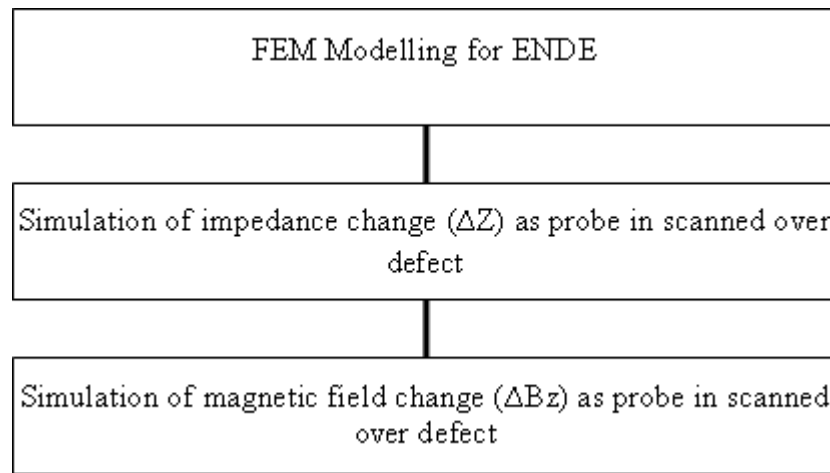 FEM Modelling for ENDE
Simulation of impedance change (ΔZ) as probe in scanned over
defect
Simulation of magnetic field change (ΔBz) as probe in scanned
over defect